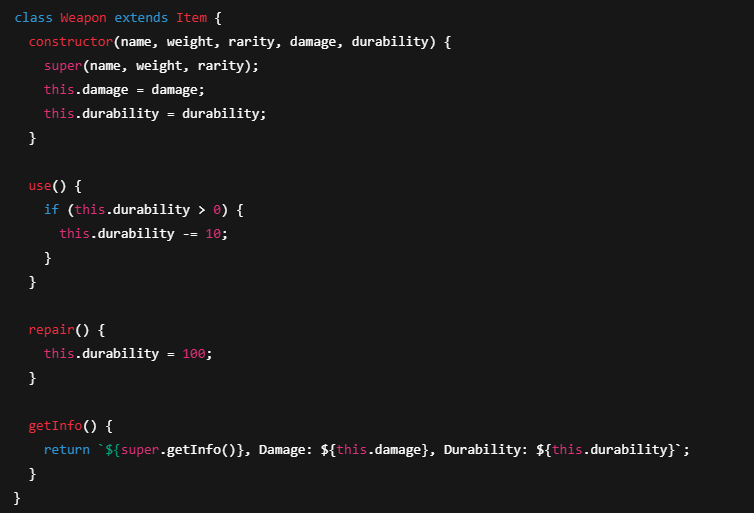 class Weapon extends Item {
  constructor(name, weight, rarity, damage, durability) {
    super(name, weight, rarity);
    this.damage = damage;
    this.durability = durability;
  }

  use() {
    if (this.durability > 0) {
      this.durability -= 10;
    }
  }

  repair() {
    this.durability = 100;
  }

  getInfo() {
    return `${super.getInfo()}, Damage: ${this.damage}, Durability: ${this.durability}`;
  }
}